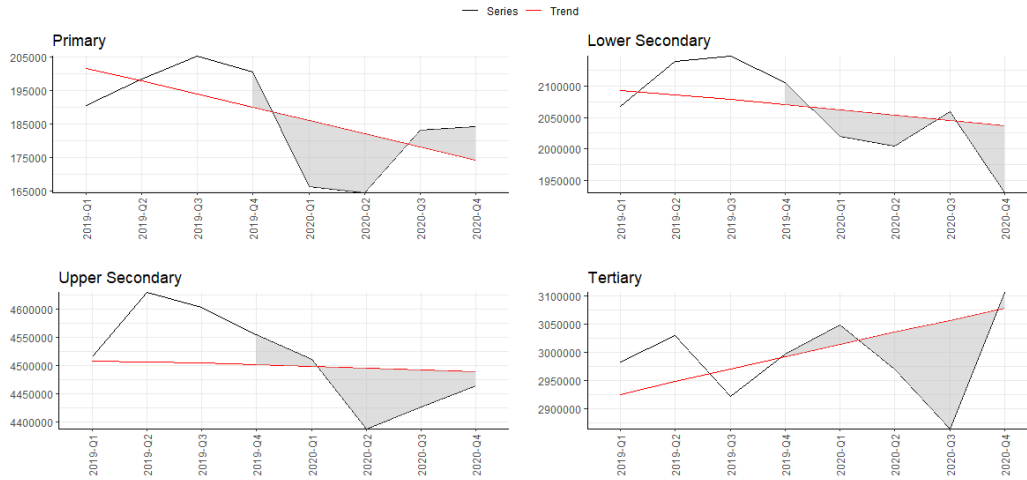 Series Trend
Primary
205000
195000
185000
175000
165000
2019-Q1
2019-Q2
2019-Q3
2019-Q4
2020-Q1
2020-Q2
2020-Q3
2020-Q4
Lower Secondary
2100000
2050000
2000000
1950000
2019-Q1
2019-Q2
2019-Q3
2019-Q4
2020-Q1
2020-Q2
2020-Q3
2020-Q4
Upper Secondary
4600000
4550000
4500000
4450000
4400000
2019-Q1
2019-Q2
2019-Q3
2019-Q4
2020-Q1
2020-Q2
2020-Q3
2020-Q4
Tertiary
3100000
3050000
3000000
2950000
2900000
2019-Q1
2019-Q2
2019-Q3
2019-Q4
2020-Q1
2020-Q2
2020-Q3
2020-Q4